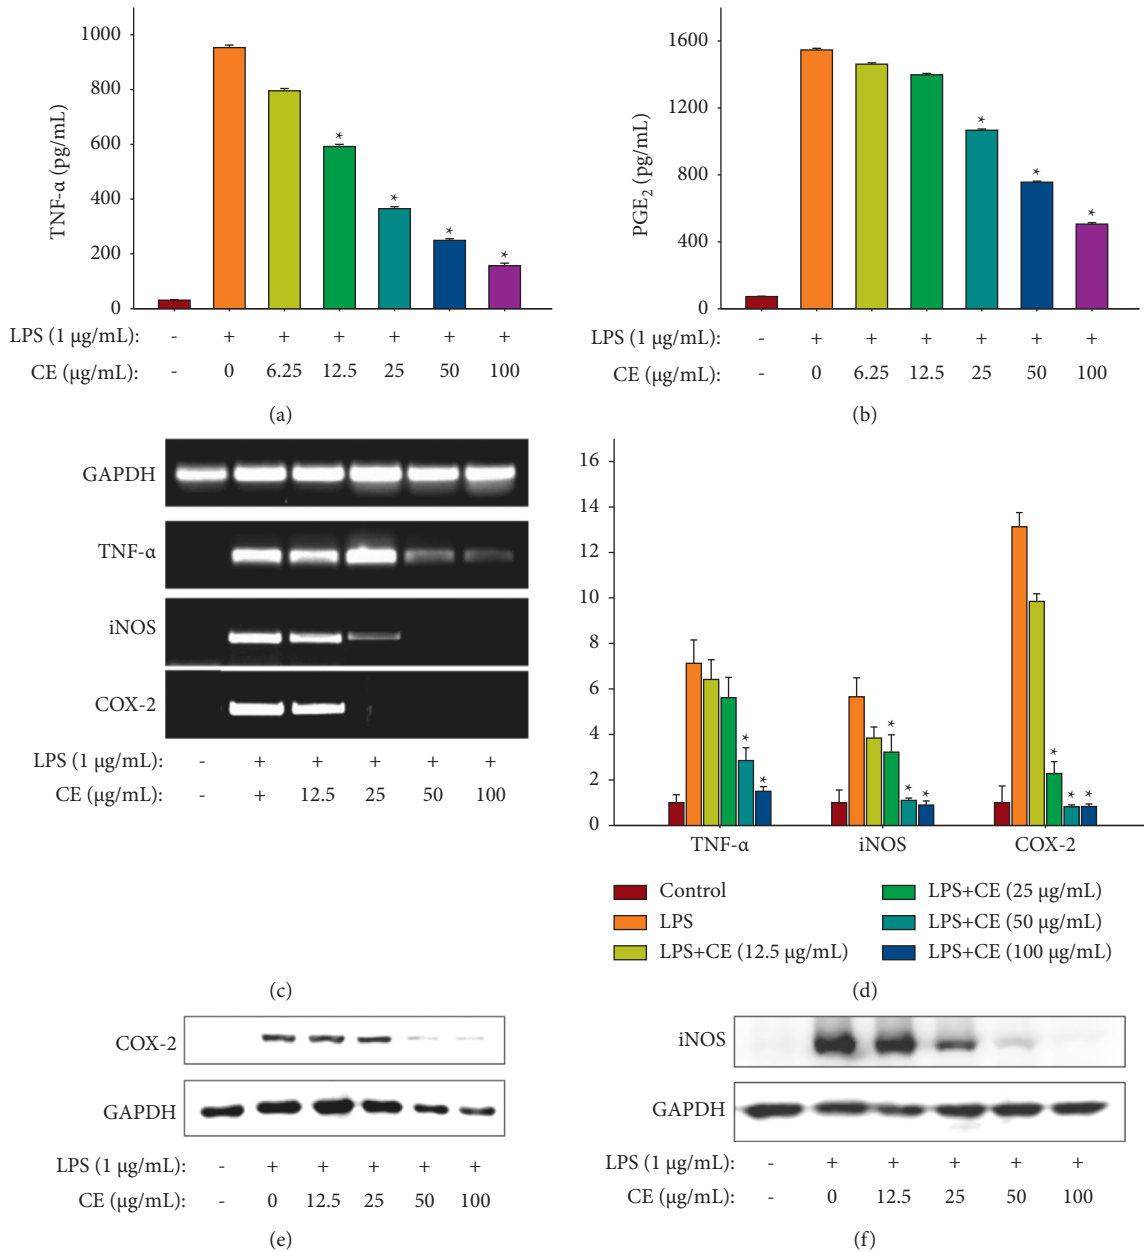 1000
800
600
400
200
0
TNF-α (pg/mL)
* * * *
LPS (1 μg/mL): - + + + + + +
CE (μg/mL): - 0 6.25 12.5 25 50 100
(a)
1600
1200
800
400
0
PGE2 (pg/mL)
* * *
LPS (1 μg/mL): - + + + + + +
CE (μg/mL): - 0 6.25 12.5 25 50 100
(b)
GAPDH
TNF-α
iNOS
COX-2
LPS (1 μg/mL): - + + + + +
CE (μg/mL): - + 12.5 25 50 100
(c)
16
14
12
10
8
6
4
2
0
* * * * * * * *
TNF-α iNOS COX-2
Control
LPS
LPS+CE (12.5 μg/mL)
LPS+CE (25 μg/mL)
LPS+CE (50 μg/mL)
LPS+CE (100 μg/mL)
(d)
COX-2
GAPDH
LPS (1 μg/mL): - + + + + +
CE (μg/mL): - 0 12.5 25 50 100
(e)
iNOS
GAPDH
LPS (1 μg/mL): - + + + + +
CE (μg/mL): - 0 12.5 25 50 100
(f)